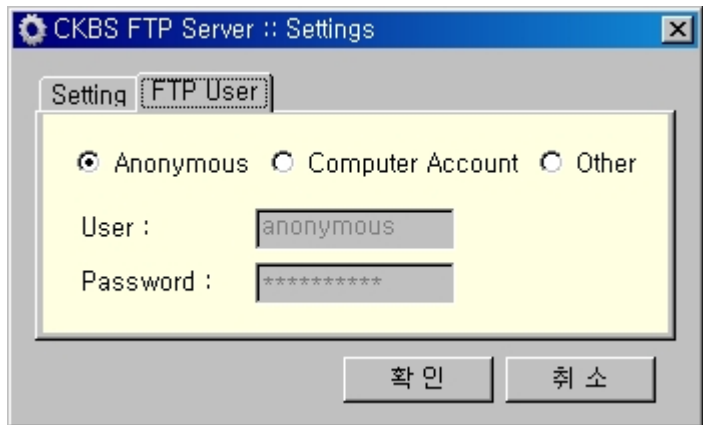 CKBS FTP Server :: Settings
Setting FTP User
Anonymous Computer Account Other
User : anonymous
Password : **********
확 인 취 소